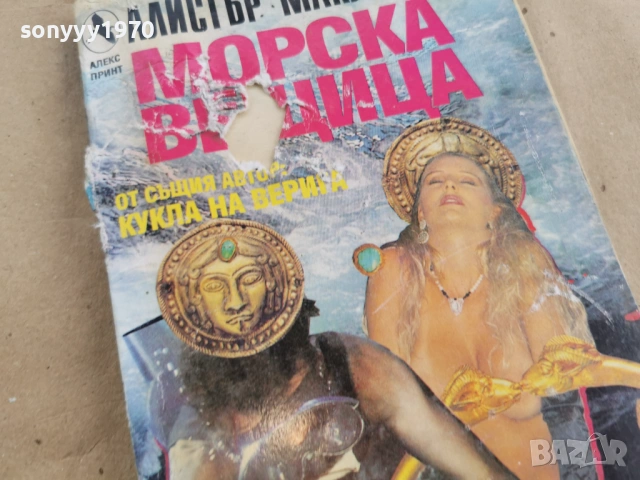 sonyyy1970
АЛИСТЪР
АЛЕКС
ПРИНТ
МОРСКА
ОТ СЪЩИЯ АВТОР:
КУКЛА НА ВЕРИГА
BAZAR